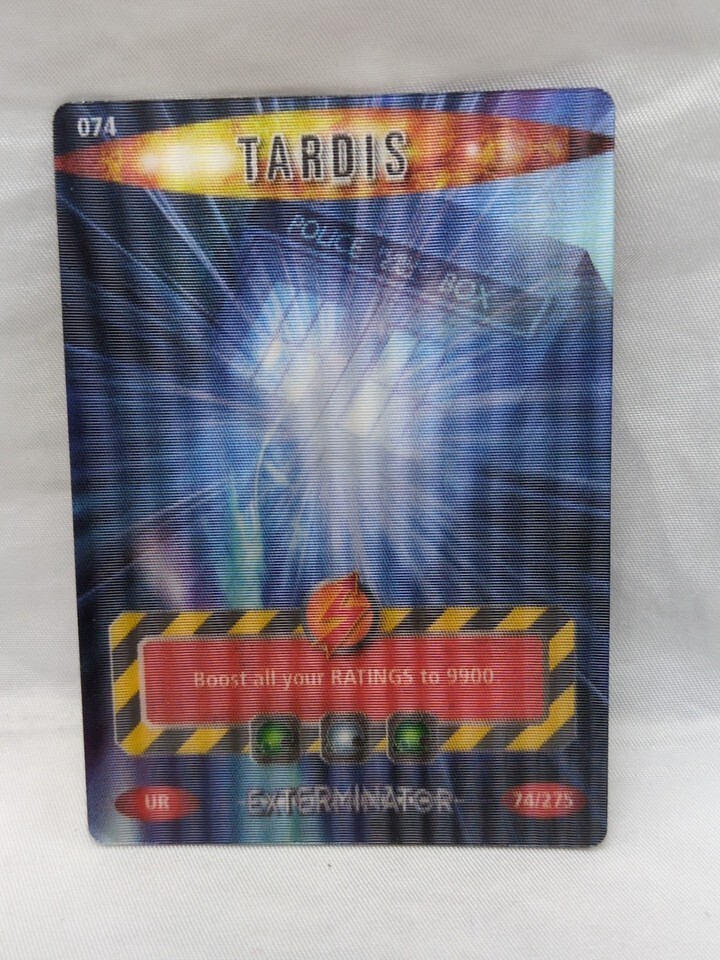 074
TARDIS
POLICE BOX
Boost all your RATINGS to 9900.
UR
EXTERMINATOR
74/275